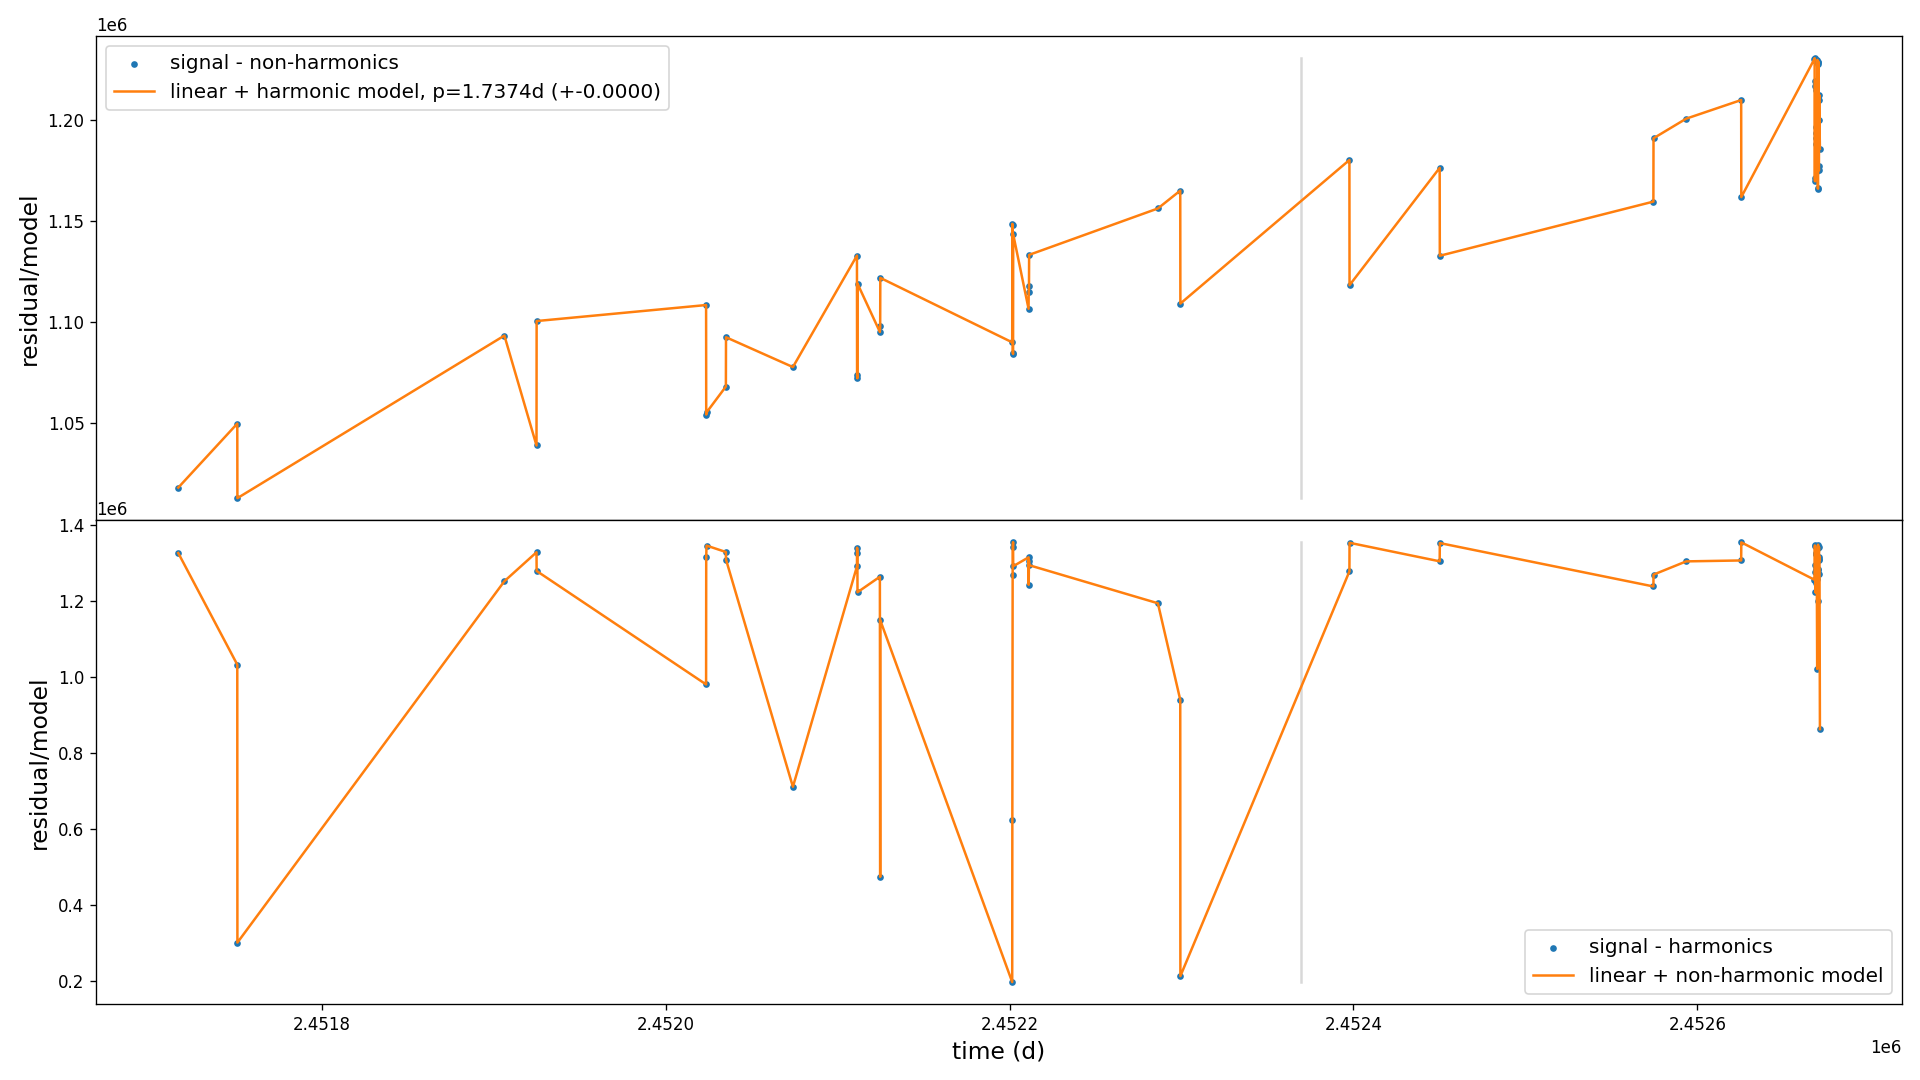 1e6
signal - non-harmonics
linear + harmonic model, p=1.7374d (+-0.0000)
1.20
1.15
1.10
1.05
residual/model
1e6
1.4
1.2
1.0
0.8
0.6
0.4
0.2
residual/model
signal - harmonics
linear + non-harmonic model
2.4518
2.4520
2.4522
2.4524
2.4526
time (d)
1e6